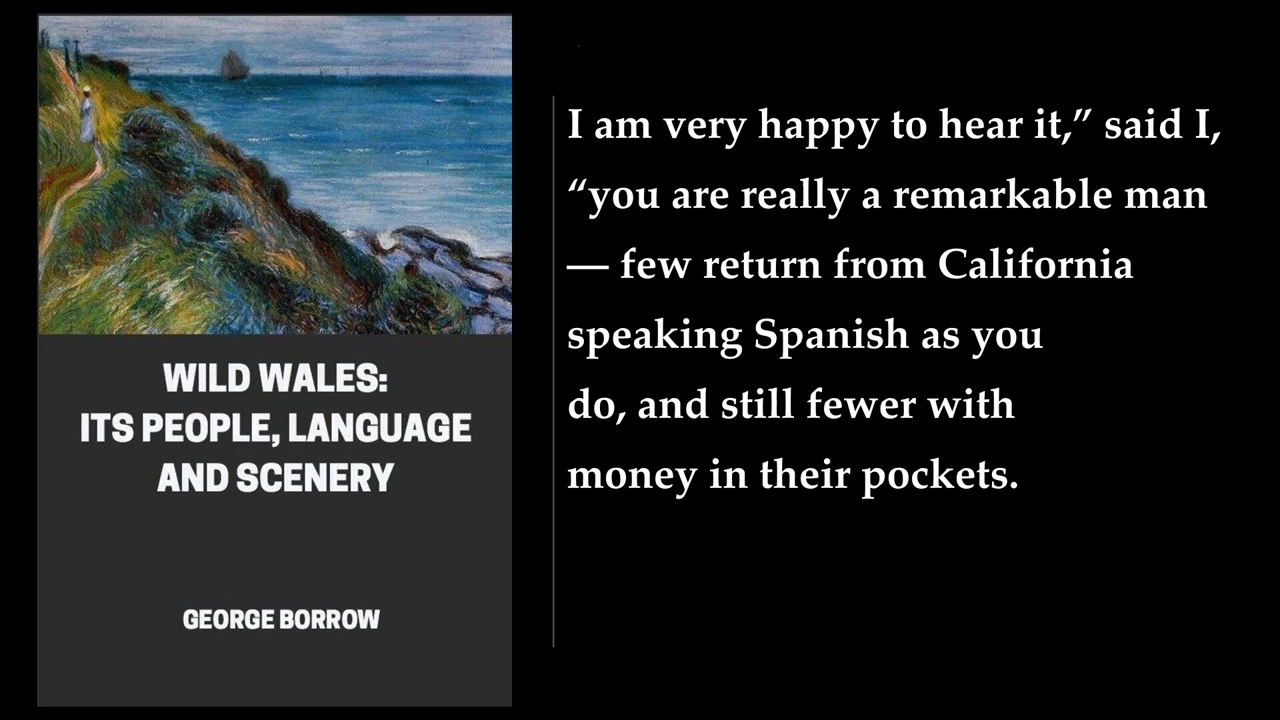 WILD WALES:
ITS PEOPLE, LANGUAGE
AND SCENERY
GEORGE BORROW
I am very happy to hear it,” said I,
“you are really a remarkable man
— few return from California
speaking Spanish as you
do, and still fewer with
money in their pockets.